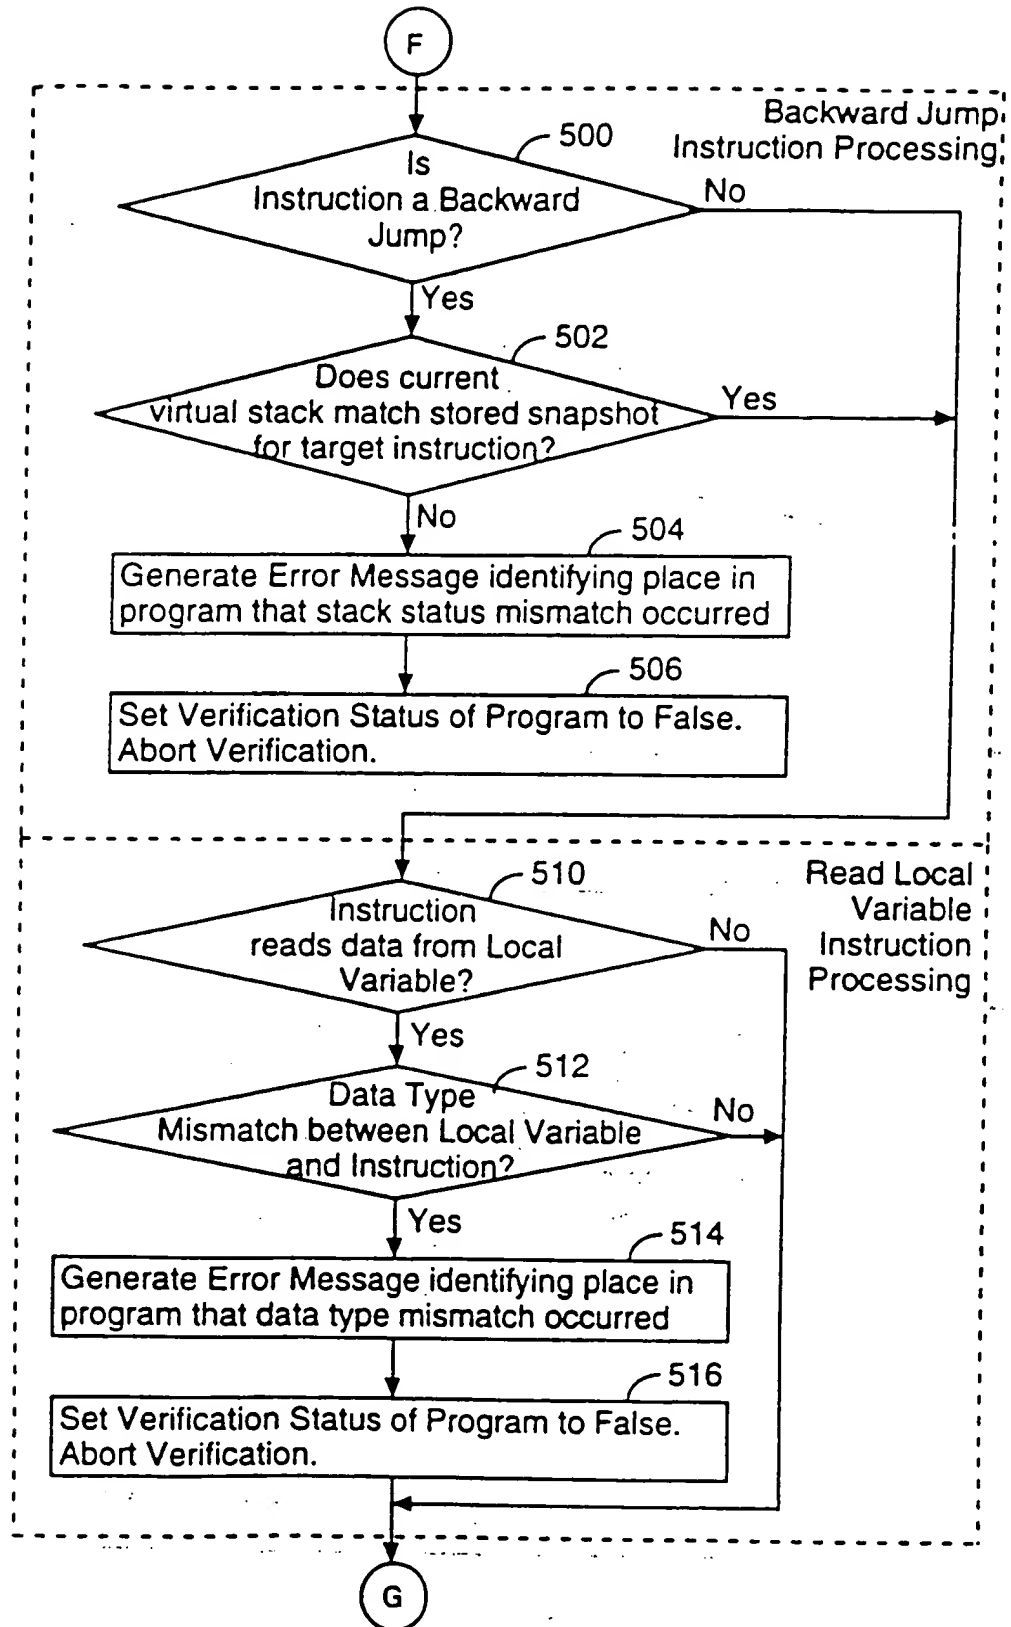 F
Backward Jump
Instruction Processing
500
Is
Instruction a Backward
Jump?
No
Yes
502
Does current
virtual stack match stored snapshot
for target instruction?
Yes
No
504
Generate Error Message identifying place in
program that stack status mismatch occurred
506
Set Verification Status of Program to False.
Abort Verification.
Read Local
Variable
Instruction
Processing
510
Instruction
reads data from Local
Variable?
No
Yes
512
Data Type
Mismatch between Local Variable
and Instruction?
No
Yes
514
Generate Error Message identifying place in
program that data type mismatch occurred
516
Set Verification Status of Program to False.
Abort Verification.
G